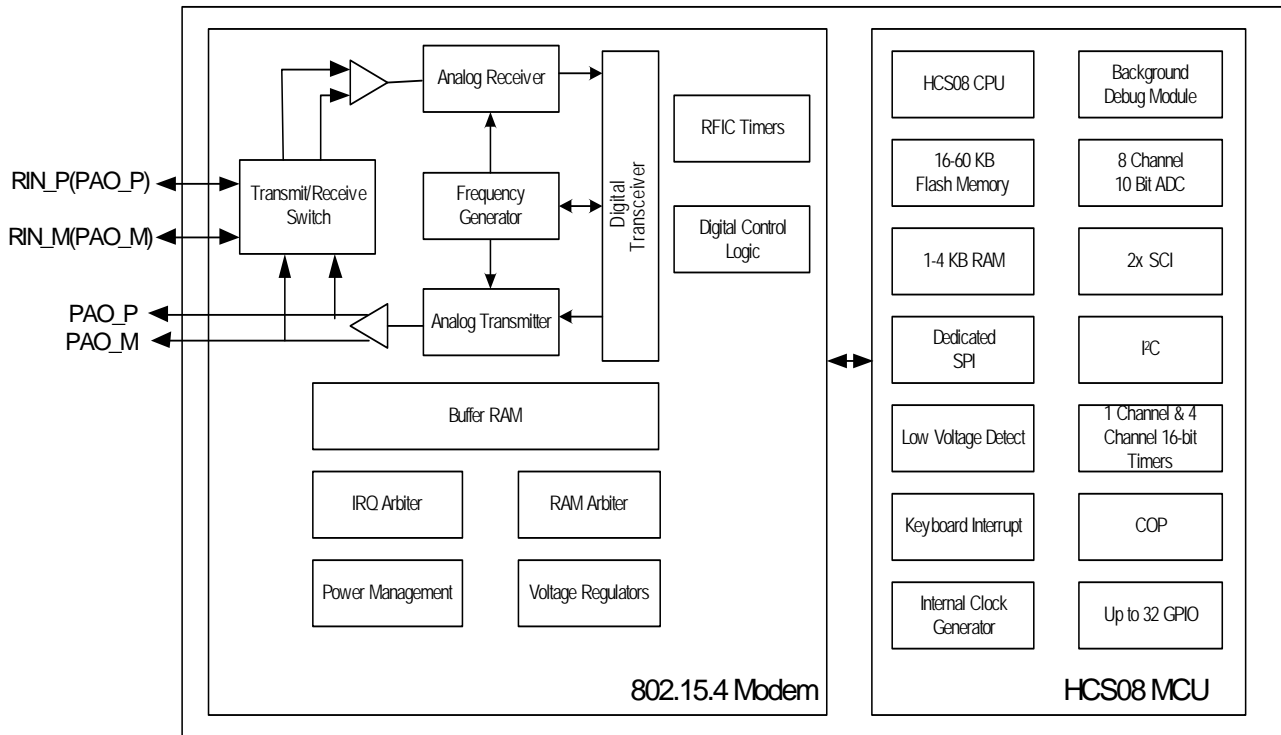 RIN_P(PAO_P)
RIN_M(PAO_M)
PAO_P
PAO_M
Transmit/Receive
Switch
Analog Receiver
Frequency
Generator
Analog Transmitter
Digital
Transceiver
RFIC Timers
Digital Control
Logic
Buffer RAM
IRQ Arbiter
RAM Arbiter
Power Management
Voltage Regulators
802.15.4 Modem
HCS08 CPU
Background
Debug Module
16-60 KB
Flash Memory
8 Channel
10 Bit ADC
1-4 KB RAM
2x SCI
Dedicated
SPI
I²C
Low Voltage Detect
1 Channel & 4
Channel 16-bit
Timers
Keyboard Interrupt
COP
Internal Clock
Generator
Up to 32 GPIO
HCS08 MCU